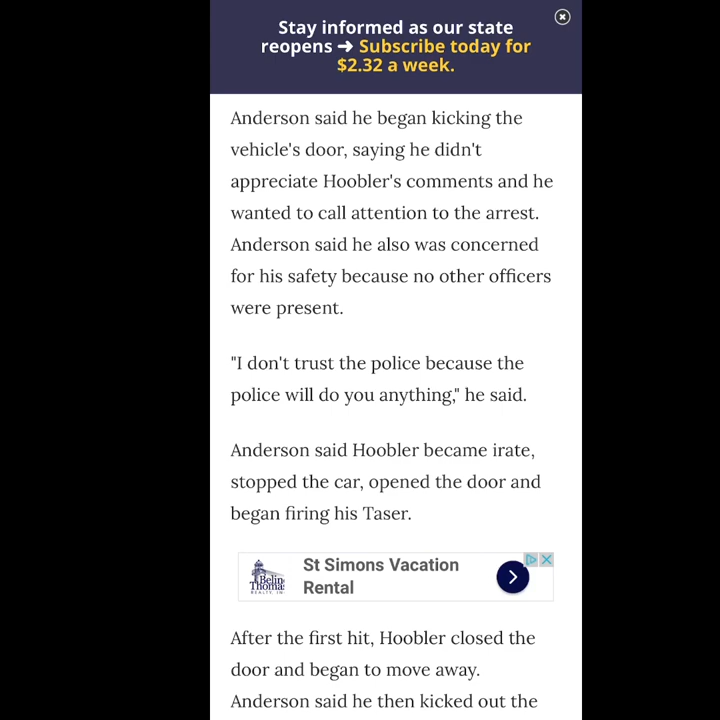 Stay informed as our state
reopens ➜ Subscribe today for
$2.32 a week.
Anderson said he began kicking the
vehicle's door, saying he didn't
appreciate Hoobler's comments and he
wanted to call attention to the arrest.
Anderson said he also was concerned
for his safety because no other officers
were present.
"I don't trust the police because the
police will do you anything," he said.
Anderson said Hoobler became irate,
stopped the car, opened the door and
began firing his Taser.
St Simons Vacation
Rental
Thomas
REALTY, IN
After the first hit, Hoobler closed the
door and began to move away.
Anderson said he then kicked out the